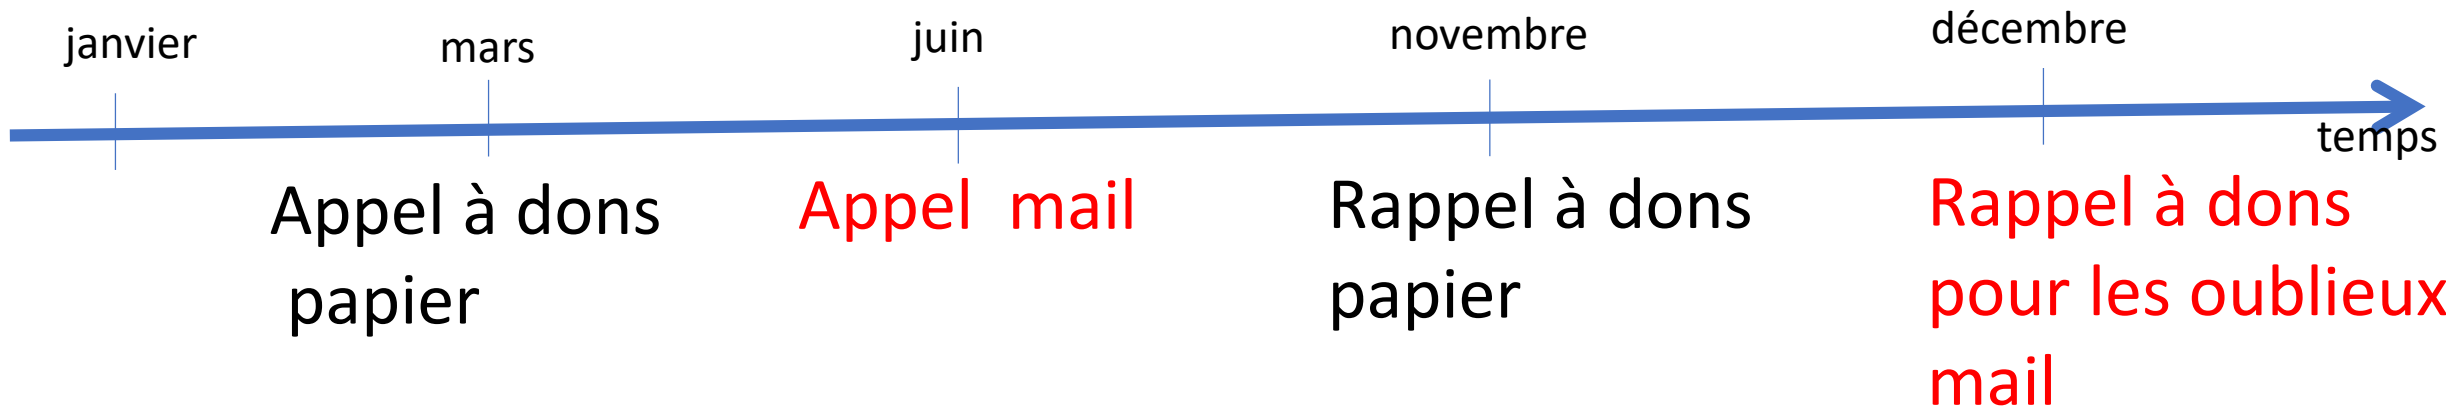 janvier
mars
juin
novembre
décembre
temps
Appel à dons
papier
Appel mail
Rappel à dons
papier
Rappel à dons
pour les oublieux
mail